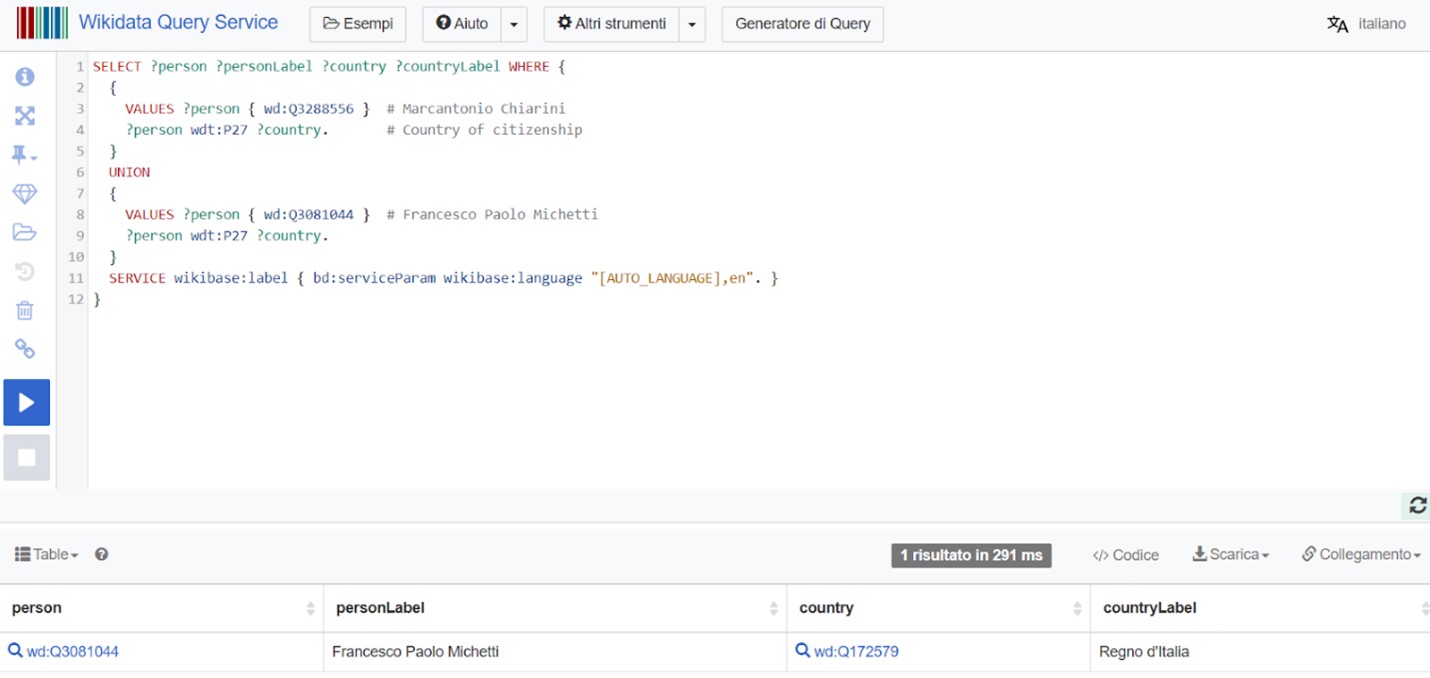 Wikidata Query Service Esempi Aiuto Altri strumenti Generatore di Query italiano
1 SELECT ?person ?personLabel ?country ?countryLabel WHERE {
2 {
3 VALUES ?person { wd:Q3288556 } # Marcantonio Chiarini
4 ?person wdt:P27 ?country. # Country of citizenship
5 }
6 UNION
7 {
8 VALUES ?person { wd:Q3081044 } # Francesco Paolo Michetti
9 ?person wdt:P27 ?country.
10 }
11 SERVICE wikibase:label { bd:serviceParam wikibase:language "[AUTO_LANGUAGE],en". }
12 }
Table 1 risultato in 291 ms </> Codice Scarica Collegamento
person personLabel country countryLabel
wd:Q3081044 Francesco Paolo Michetti wd:Q172579 Regno d'Italia